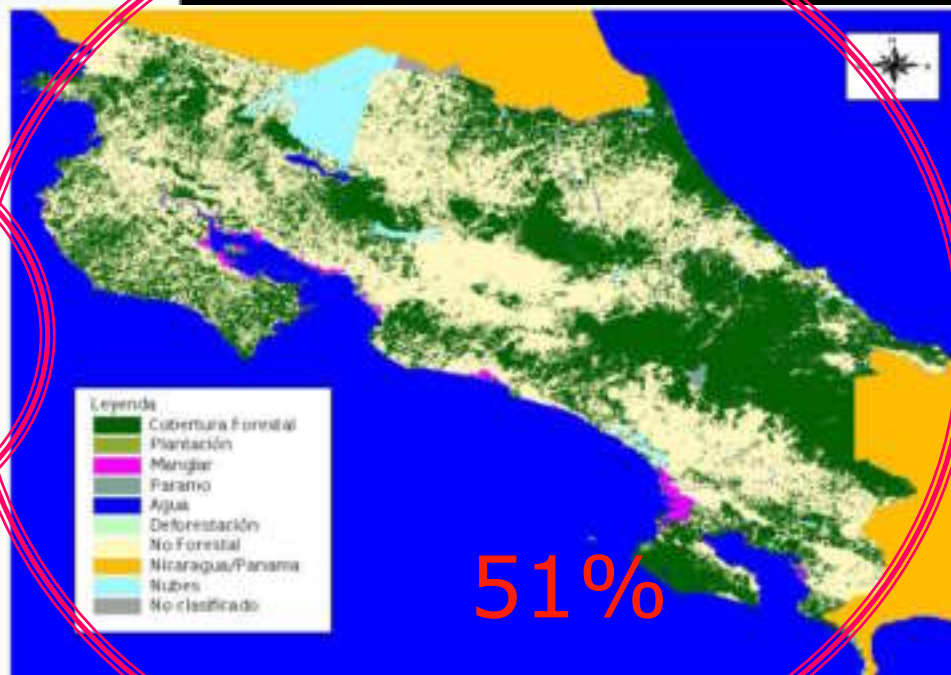 Leyenda
Cobertura Forestal
Plantación
Manglar
Paramo
Agua
Deforestación
No Forestal
Nicaragua/Panama
Nubes
No clasificado
51%